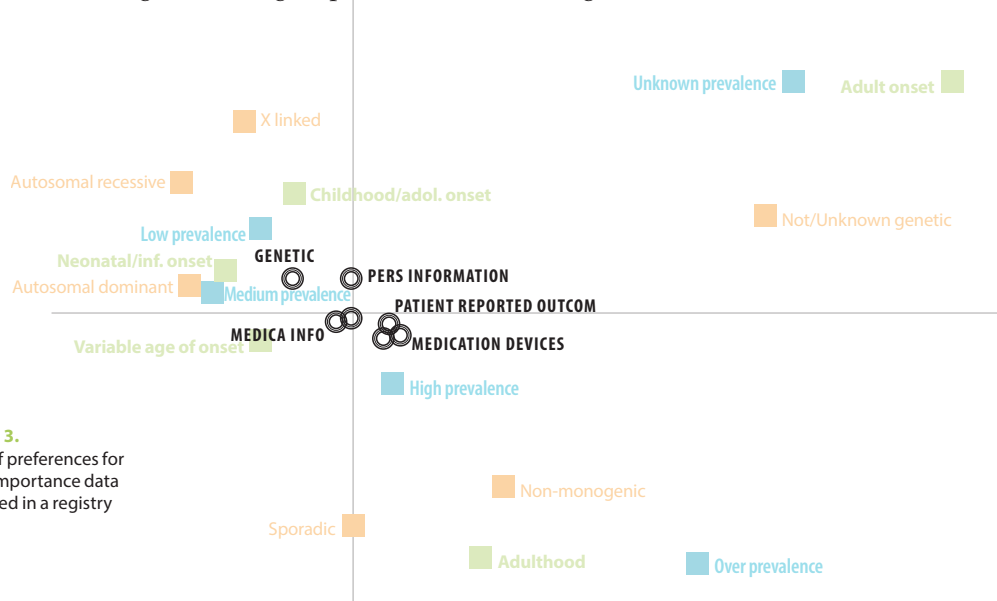 Unknown prevalence
Adult onset
X linked
Autosomal recessive
Childhood/adol. onset
Not/Unknown genetic
Low prevalence
GENETIC
Neonatal/inf. onset
PERS INFORMATION
Autosomal dominant
Medium prevalence
PATIENT REPORTED OUTCOM
MEDICA INFO
MEDICATION DEVICES
Variable age of onset
High prevalence
3.
f preferences for
mportance data
ed in a registry
Non-monogenic
Sporadic
Adulthood
Over prevalence